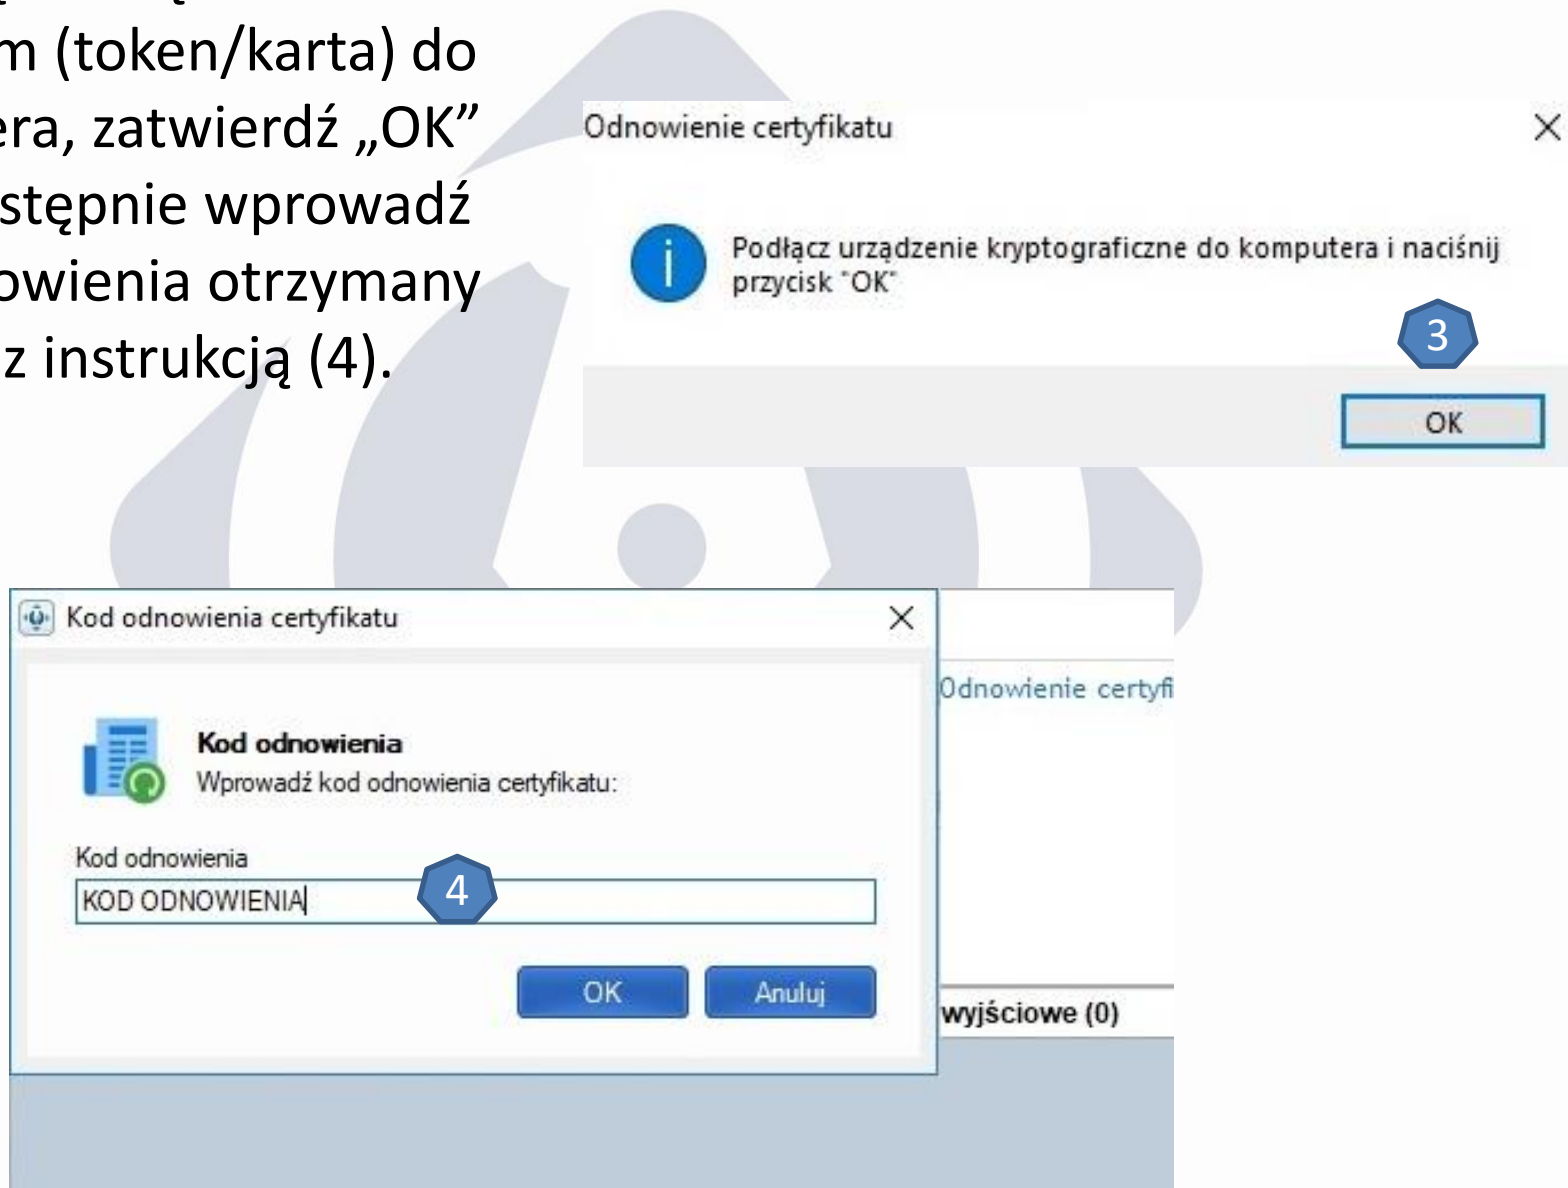 m (token/karta) do
era, zatwierdź „OK”
stępnie wprowadź
owienia otrzymany
z instrukcją (4).
Odnowienie certyfikatu
Podłącz urządzenie kryptograficzne do komputera i naciśnij
przycisk "OK"
3
OK
Kod odnowienia certyfikatu
Odnowienie certyfi
Kod odnowienia
Wprowadź kod odnowienia certyfikatu:
Kod odnowienia
KOD ODNOWIENIA
4
OK
Anuluj
wyjściowe (0)